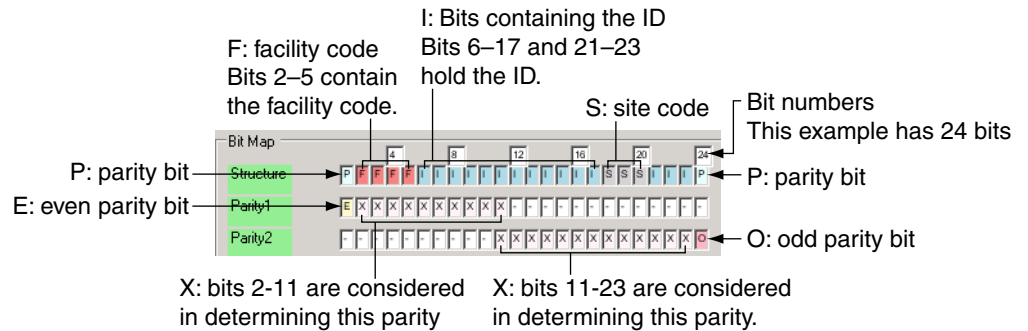 I: Bits containing the ID
Bits 6–17 and 21–23
hold the ID.
F: facility code
Bits 2–5 contain
the facility code.
S: site code
Bit numbers
This example has 24 bits
Bit Map
4 8 12 16 20 24
P: parity bit
Structure P F F F F I I I I I I I I I I I I S S S I I I P
P: parity bit
E: even parity bit
Parity1 E X X X X X X X X X X - - - - - - - - - - - - -
Parity2 - - - - - - - - - - X X X X X X X X X X X X X O
O: odd parity bit
X: bits 2-11 are considered
in determining this parity
X: bits 11-23 are considered
in determining this parity.